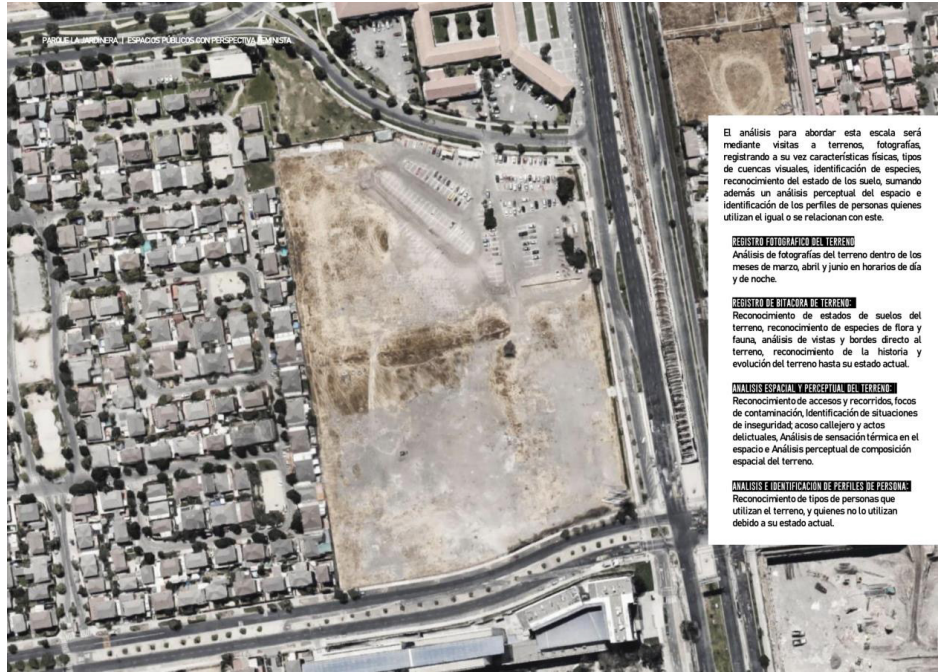 PARQUE LA JARDINERA | ESPACIOS PÚBLICOS CON PERSPECTIVA FEMINISTA
El análisis para abordar esta escala será
mediante visitas a terrenos, fotografías,
registrando a su vez características físicas, tipos
de cuencas visuales, identificación de especies,
reconocimiento del estado de los suelo, sumando
además un análisis perceptual del espacio e
identificación de los perfiles de personas quienes
utilizan el igual o se relacionan con este.
REGISTRO FOTOGRAFICO DEL TERRENO
Análisis de fotografías del terreno dentro de los
meses de marzo, abril y junio en horarios de día
y de noche.
REGISTRO DE BITACORA DE TERRENO:
Reconocimiento de estados de suelos del
terreno, reconocimiento de especies de flora y
fauna, análisis de vistas y bordes directo al
terreno, reconocimiento de la historia y
evolución del terreno hasta su estado actual.
ANALISIS ESPACIAL Y PERCEPTUAL DEL TERRENO:
Reconocimiento de accesos y recorridos, focos
de contaminación, Identificación de situaciones
de inseguridad; acoso callejero y actos
delictuales, Análisis de sensación térmica en el
espacio e Análisis perceptual de composición
espacial del terreno.
ANALISIS E IDENTIFICACIÓN DE PERFILES DE PERSONA:
Reconocimiento de tipos de personas que
utilizan el terreno, y quienes no lo utilizan
debido a su estado actual.